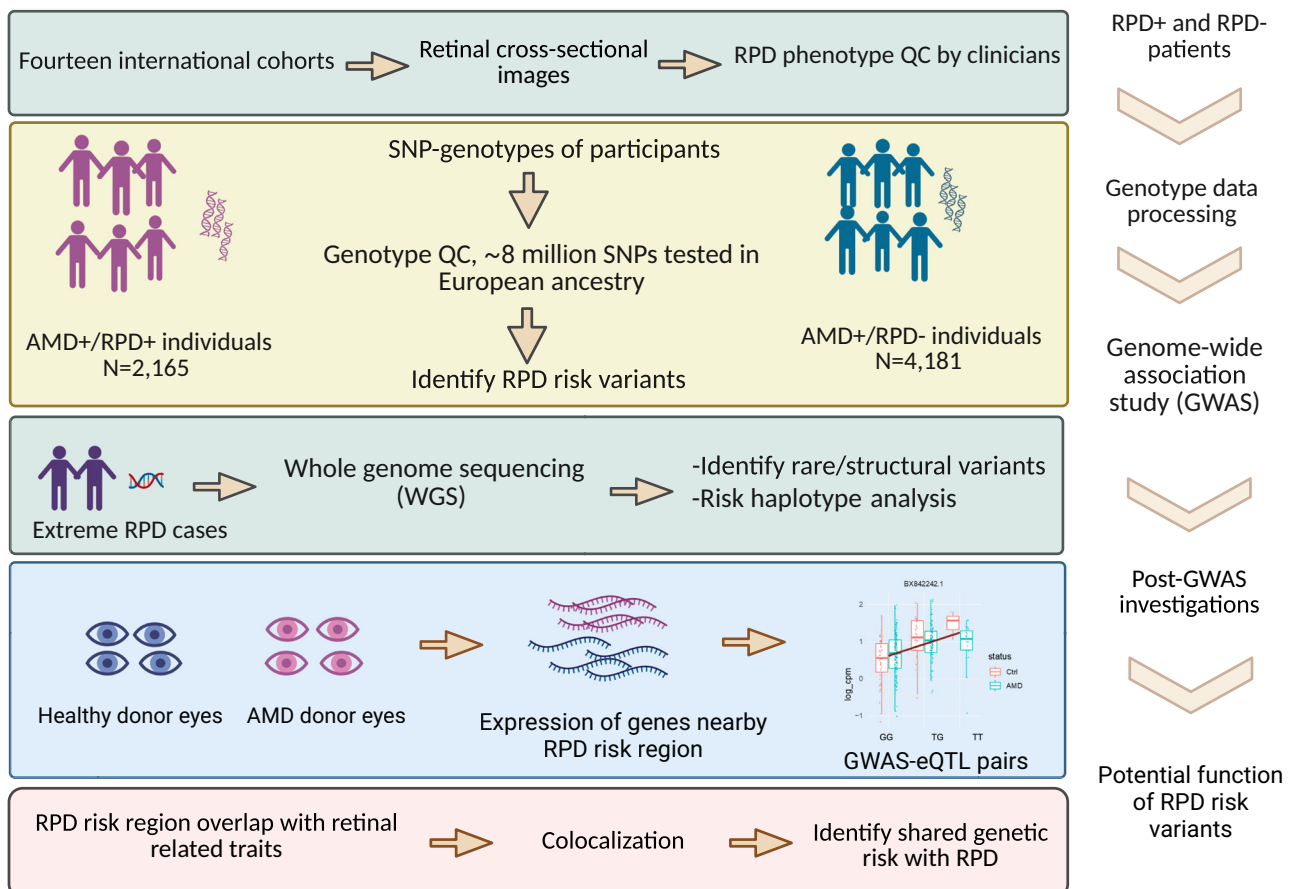 Fourteen international cohorts
Retinal cross-sectional
images
RPD phenotype QC by clinicians
RPD+ and RPD-
patients
SNP-genotypes of participants
Genotype QC, ~8 million SNPs tested in
European ancestry
Identify RPD risk variants
AMD+/RPD+ individuals
N=2,165
AMD+/RPD- individuals
N=4,181
Genotype data
processing
Genome-wide
association
study (GWAS)
Extreme RPD cases
Whole genome sequencing
(WGS)
-Identify rare/structural variants
-Risk haplotype analysis
Post-GWAS
investigations
Healthy donor eyes
AMD donor eyes
Expression of genes nearby
RPD risk region
BX842242.1
2
1
0
-1
log_cpm
GG
TG
TT
status
Ctrl
AMD
GWAS-eQTL pairs
Potential function
of RPD risk
variants
RPD risk region overlap with retinal
related traits
Colocalization
Identify shared genetic
risk with RPD